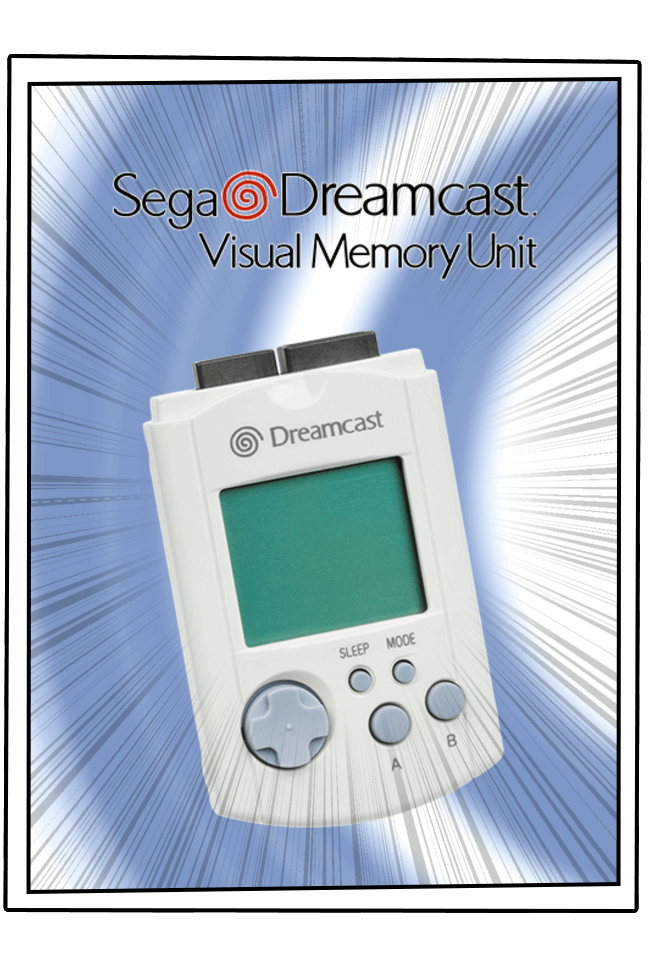 Sega Dreamcast.
Visual Memory Unit
Dreamcast
SLEEP MODE
A B